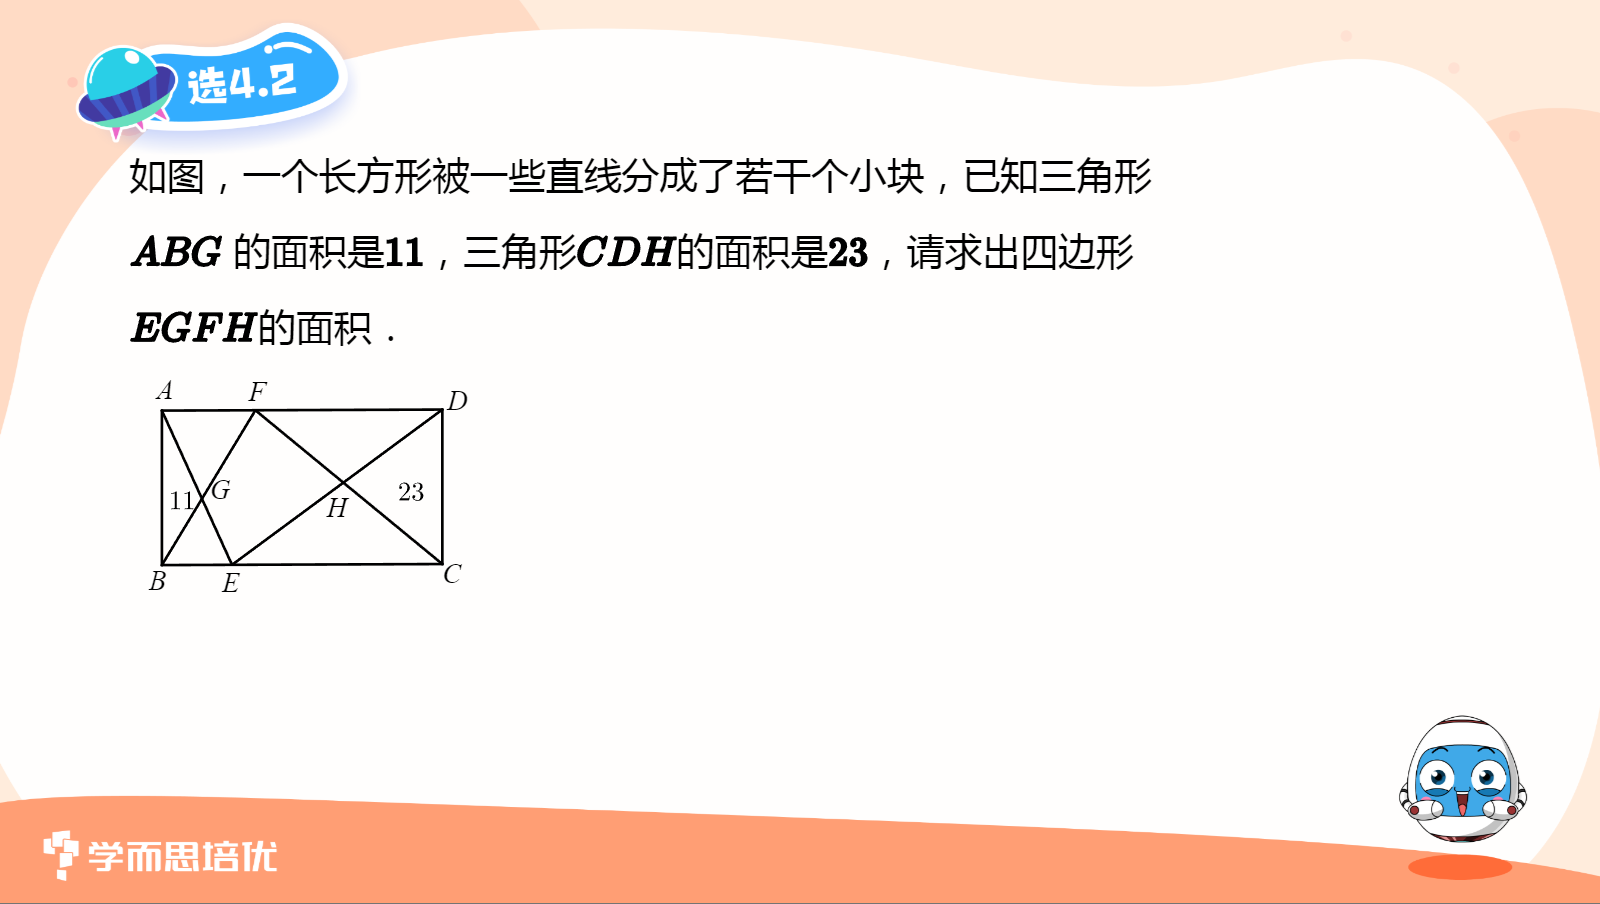 选4.2
如图，一个长方形被一些直线分成了若干个小块，已知三角形
ABG 的面积是11，三角形CDH的面积是23，请求出四边形
EGFH的面积．
A F D
11 G H 23
B E C
学而思培优